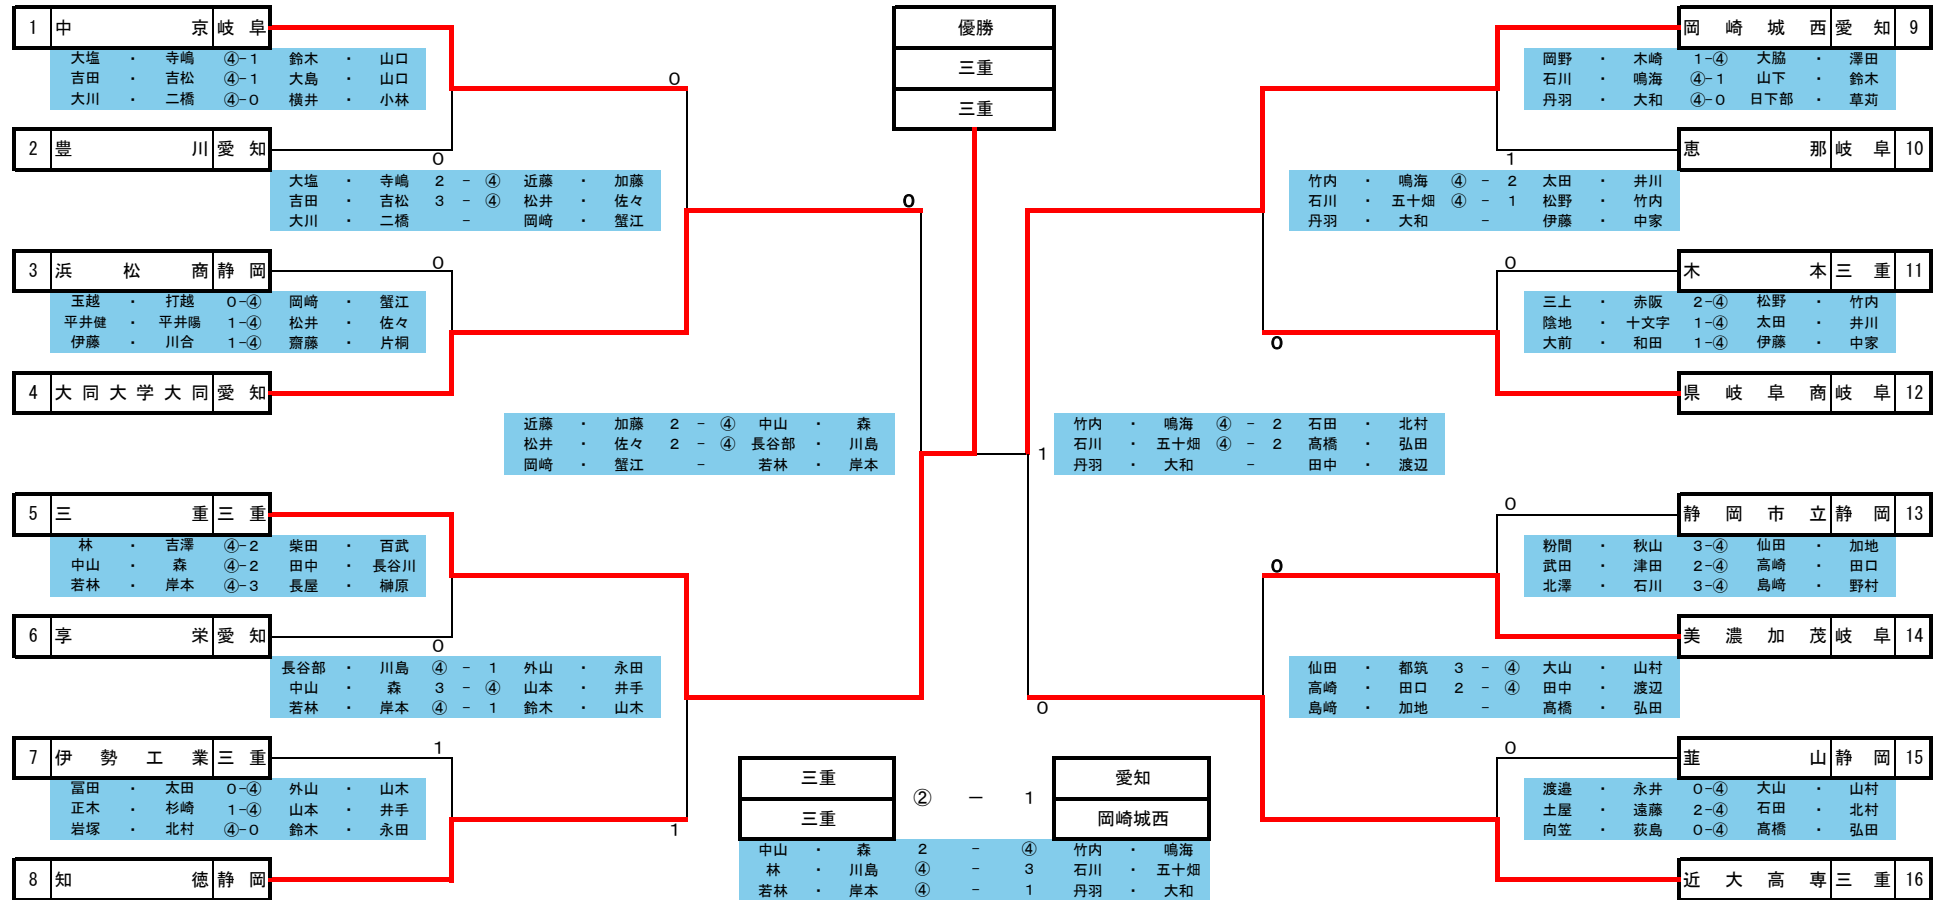 1 中京 岐阜
大塩 ・ 寺嶋 ④-1 鈴木 ・ 山口
吉田 ・ 吉松 ④-1 大島 ・ 山口
大川 ・ 二橋 ④-0 横井 ・ 小林
0
2 豊川 愛知
0
大塩 ・ 寺嶋 2 - ④ 近藤 ・ 加藤
吉田 ・ 吉松 3 - ④ 松井 ・ 佐々
大川 ・ 二橋 - 岡﨑 ・ 蟹江
0
3 浜松商 静岡
0
玉越 ・ 打越 0-④ 岡﨑 ・ 蟹江
平井健 ・ 平井陽 1-④ 松井 ・ 佐々
伊藤 ・ 川合 1-④ 齋藤 ・ 片桐
4 大同大学大同 愛知
近藤 ・ 加藤 2 - ④ 中山 ・ 森
松井 ・ 佐々 2 - ④ 長谷部 ・ 川島
岡﨑 ・ 蟹江 - 若林 ・ 岸本
5 三重 三重
林 ・ 吉澤 ④-2 柴田 ・ 百武
中山 ・ 森 ④-2 田中 ・ 長谷川
若林 ・ 岸本 ④-3 長屋 ・ 榊原
6 享栄 愛知
0
長谷部 ・ 川島 ④ - 1 外山 ・ 永田
中山 ・ 森 3 - ④ 山本 ・ 井手
若林 ・ 岸本 ④ - 1 鈴木 ・ 山木
7 伊勢工業 三重
1
冨田 ・ 太田 0-④ 外山 ・ 山木
正木 ・ 杉崎 1-④ 山本 ・ 井手
岩塚 ・ 北村 ④-0 鈴木 ・ 永田
1
8 知徳 静岡
優勝
三重
三重
岡崎城西 愛知 9
岡野 ・ 木崎 1-④ 大脇 ・ 澤田
石川 ・ 鳴海 ④-1 山下 ・ 鈴木
丹羽 ・ 大和 ④-0 日下部 ・ 草苅
恵那 岐阜 10
1
竹内 ・ 鳴海 ④ - 2 太田 ・ 井川
石川 ・ 五十畑 ④ - 1 松野 ・ 竹内
丹羽 ・ 大和 - 伊藤 ・ 中家
0
木本 三重 11
三上 ・ 赤阪 2-④ 松野 ・ 竹内
陰地 ・ 十文字 1-④ 太田 ・ 井川
大前 ・ 和田 1-④ 伊藤 ・ 中家
0
県岐阜商 岐阜 12
竹内 ・ 鳴海 ④ - 2 石田 ・ 北村
石川 ・ 五十畑 ④ - 2 髙橋 ・ 弘田
丹羽 ・ 大和 - 田中 ・ 渡辺
1
0
静岡市立 静岡 13
粉間 ・ 秋山 3-④ 仙田 ・ 加地
武田 ・ 津田 2-④ 高崎 ・ 田口
北澤 ・ 石川 3-④ 島﨑 ・ 野村
0
美濃加茂 岐阜 14
仙田 ・ 都筑 3 - ④ 大山 ・ 山村
高崎 ・ 田口 2 - ④ 田中 ・ 渡辺
島﨑 ・ 加地 - 髙橋 ・ 弘田
0
0
韮山 静岡 15
渡邉 ・ 永井 0-④ 大山 ・ 山村
土屋 ・ 遠藤 2-④ 石田 ・ 北村
向笠 ・ 荻島 0-④ 髙橋 ・ 弘田
近大高専 三重 16
三重 愛知
② － 1
三重 岡崎城西
中山 ・ 森 2 - ④ 竹内 ・ 鳴海
林 ・ 川島 ④ - 3 石川 ・ 五十畑
若林 ・ 岸本 ④ - 1 丹羽 ・ 大和